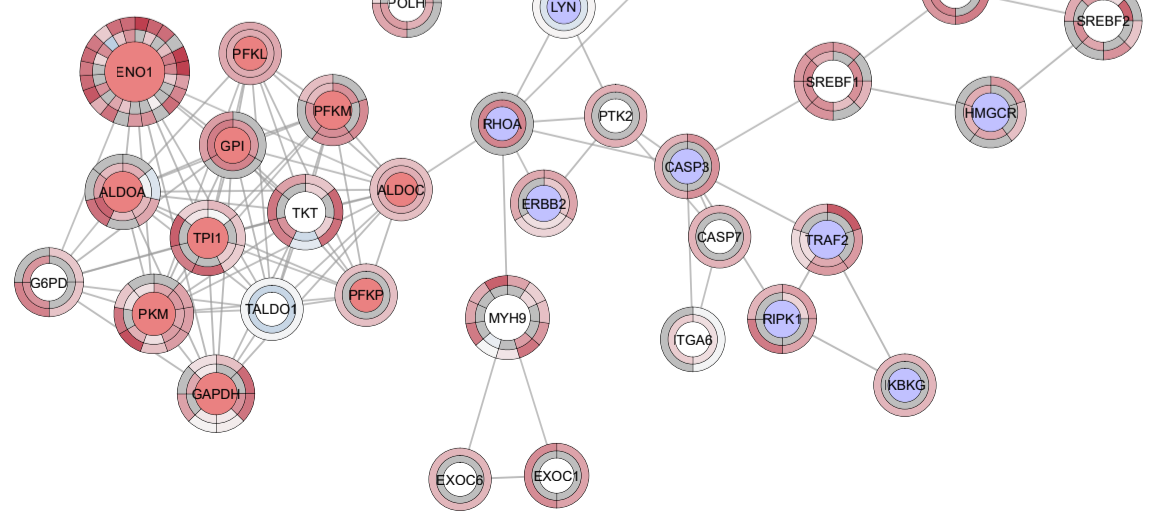 POLH
LYN
SREBF2
ENO1
PFKL
SREBF1
PFKM
HMGCR
RHOA
PTK2
GPI
CASP3
ALDOA
ALDOC
ERBB2
TKT
TPI1
CASP7
TRAF2
G6PD
PKM
TALDO1
PFKP
MYH9
RIPK1
ITGA6
GAPDH
IKBKG
EXOC6
EXOC1